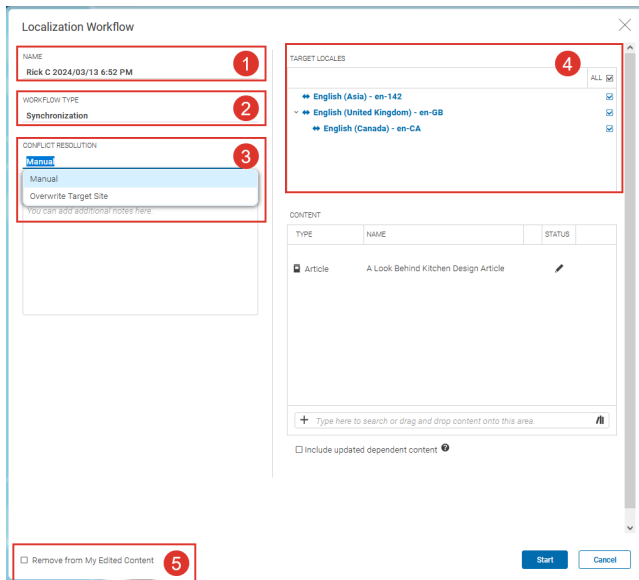 Localization Workflow
NAME
Rick C 2024/03/13 6:52 PM
1
WORKFLOW TYPE
Synchronization
2
CONFLICT RESOLUTION
Manual
3
Manual
Overwrite Target Site
You can add additional notes here.
TARGET LOCALES
4
ALL
English (Asia) - en-142
English (United Kingdom) - en-GB
English (Canada) - en-CA
CONTENT
TYPE NAME STATUS
Article A Look Behind Kitchen Design Article
Type here to search or drag and drop content onto this area.
Include updated dependent content
Remove from My Edited Content
5
Start Cancel